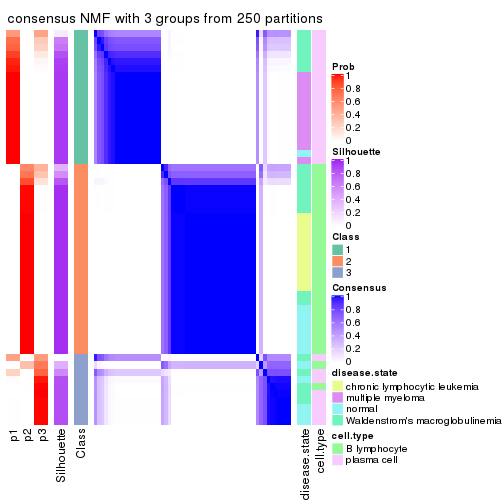 consensus NMF with 3 groups from 250 partitions
p1
p2
p3
Silhouette
Class
disease.state
cell.type
Prob
1
0.8
0.6
0.4
0.2
0
Silhouette
1
0.8
0.6
0.4
0.2
0
Class
1
2
3
Consensus
1
0.8
0.6
0.4
0.2
0
disease.state
chronic lymphocytic leukemia
multiple myeloma
normal
Waldenstrom's macroglobulinemia
cell.type
B lymphocyte
plasma cell